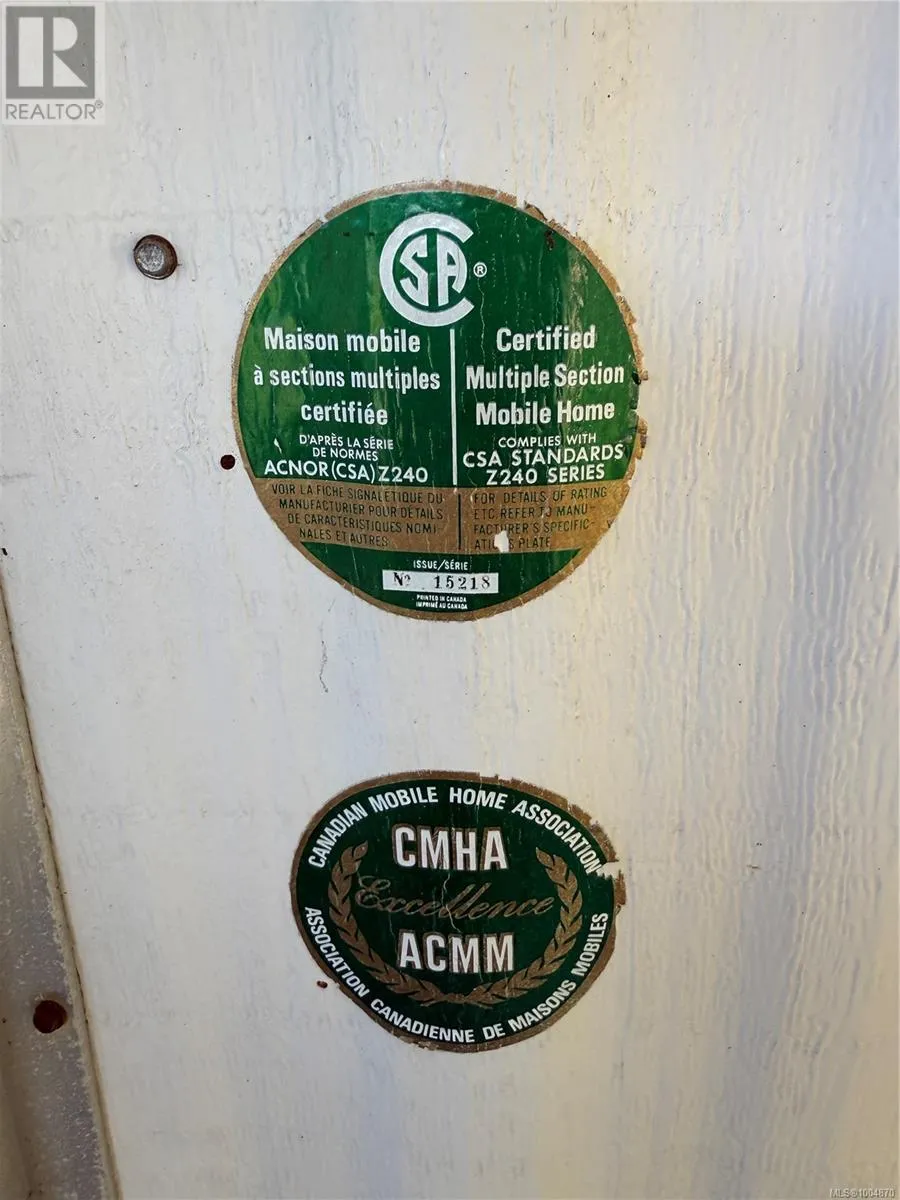 REALTOR®
CSA®
Maison mobile
à sections multiples
certifiée
D'APRÈS LA SÉRIE
DE NORMES
ACNOR (CSA) Z240
Certified
Multiple Section
Mobile Home
COMPLIES WITH
CSA STANDARDS
Z240 SERIES
VOIR LA FICHE SIGNALETIQUE DU
MANUFACTURIER POUR DETAILS
DE CARACTERISTIQUES NOMI-
NALES ET AUTRES
FOR DETAILS OF RATING
ETC. REFER TO MANU-
FACTURER'S SPECIFIC-
ATIONS PLATE
ISSUE/SÉRIE
Nº 15218
PRINTED IN CANADA
IMPRIMÉ AU CANADA
CANADIAN MOBILE HOME ASSOCIATION
CMHA
Excellence
ACMM
ASSOCIATION CANADIENNE DE MAISONS MOBILES
MLS®1004870